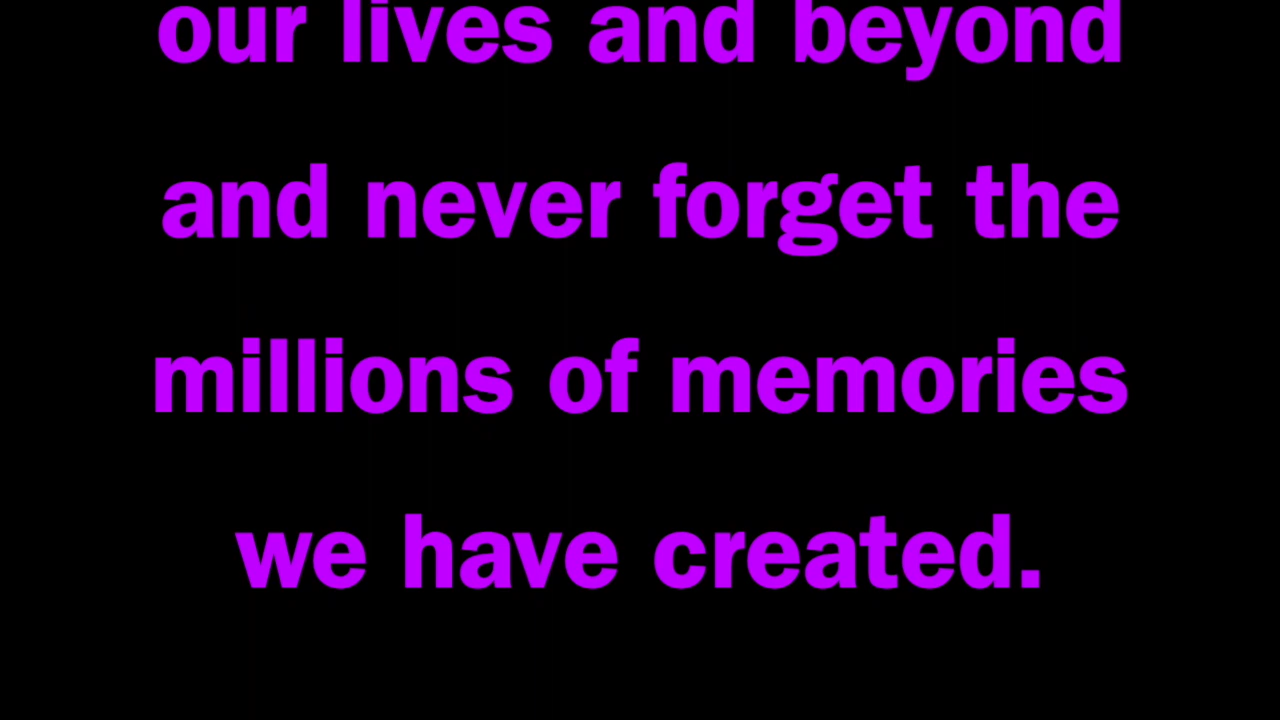 our lives and beyond
and never forget the
millions of memories
we have created.